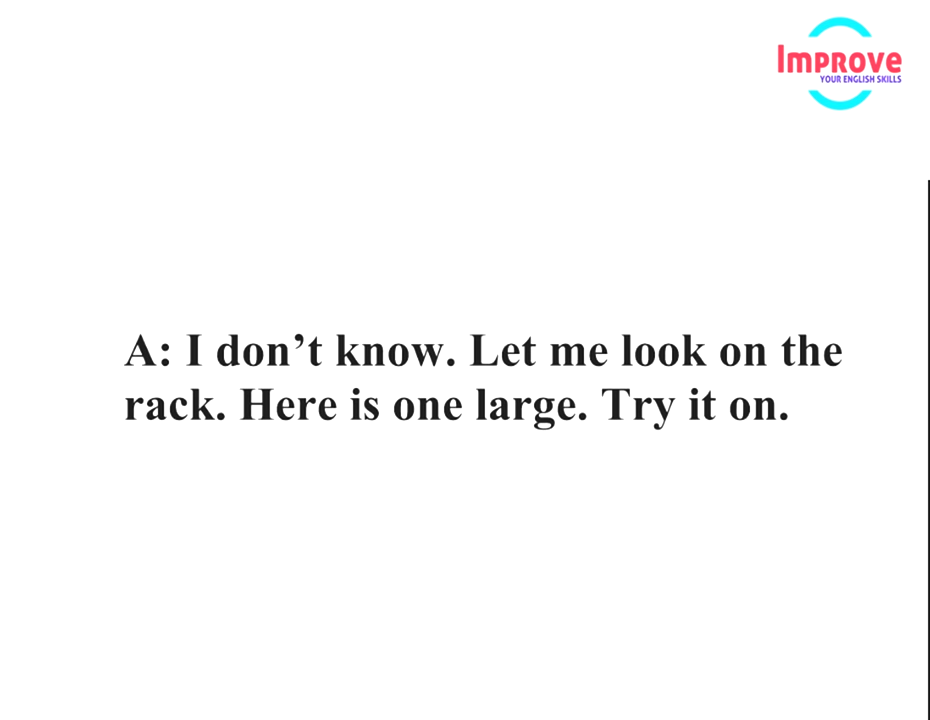 Improve
YOUR ENGLISH SKILLS
A: I don’t know. Let me look on the
rack. Here is one large. Try it on.